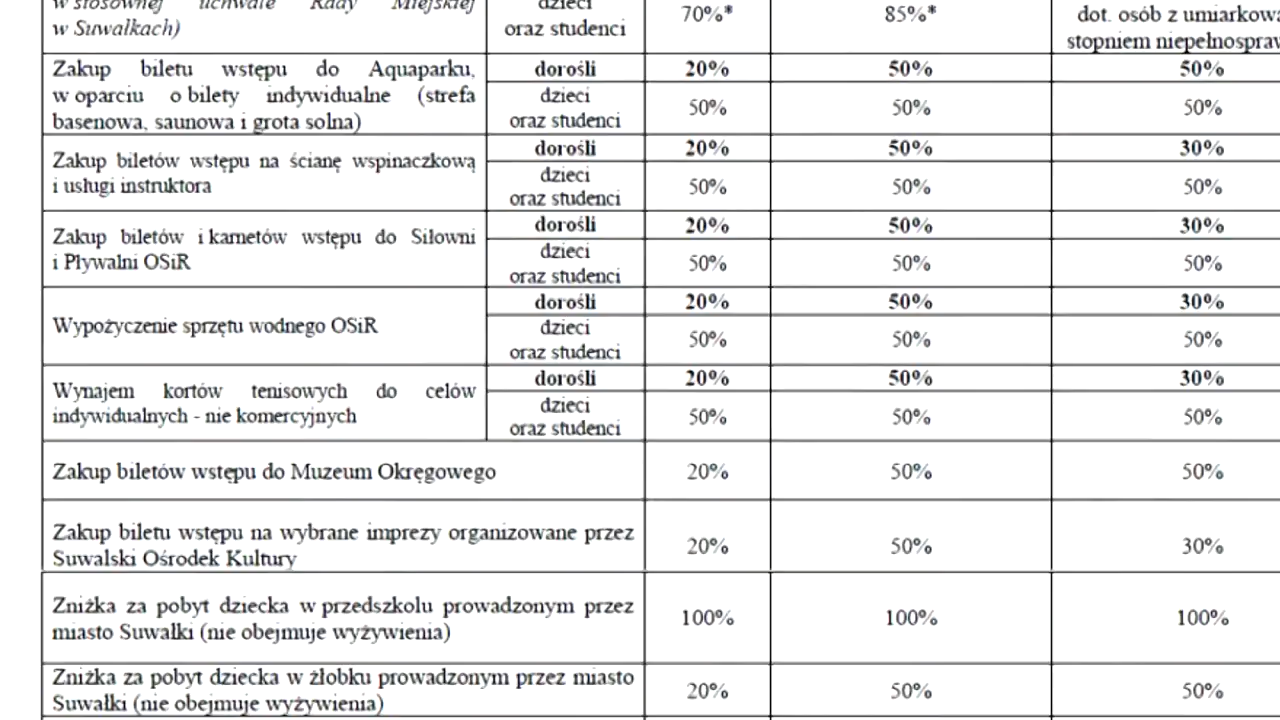 w stosownej uchwale Rady Miejskiej
w Suwałkach)
dzieci
oraz studenci
70%*
85%*
dot. osób z umiarkowa
stopniem niepełnospraw
Zakup biletu wstępu do Aquaparku,
w oparciu o bilety indywidualne (strefa
basenowa, saunowa i grota solna)
dorośli
20%
50%
50%
dzieci
oraz studenci
50%
50%
50%
Zakup biletów wstępu na ścianę wspinaczkową
i usługi instruktora
dorośli
20%
50%
30%
dzieci
oraz studenci
50%
50%
50%
Zakup biletów i karnetów wstępu do Siłowni
i Pływalni OSiR
dorośli
20%
50%
30%
dzieci
oraz studenci
50%
50%
50%
Wypożyczenie sprzętu wodnego OSiR
dorośli
20%
50%
30%
dzieci
oraz studenci
50%
50%
50%
Wynajem kortów tenisowych do celów
indywidualnych - nie komercyjnych
dorośli
20%
50%
30%
dzieci
oraz studenci
50%
50%
50%
Zakup biletów wstępu do Muzeum Okręgowego
20%
50%
50%
Zakup biletu wstępu na wybrane imprezy organizowane przez
Suwalski Ośrodek Kultury
20%
50%
30%
Zniżka za pobyt dziecka w przedszkolu prowadzonym przez
miasto Suwałki (nie obejmuje wyżywienia)
100%
100%
100%
Zniżka za pobyt dziecka w żłobku prowadzonym przez miasto
Suwałki (nie obejmuje wyżywienia)
20%
50%
50%